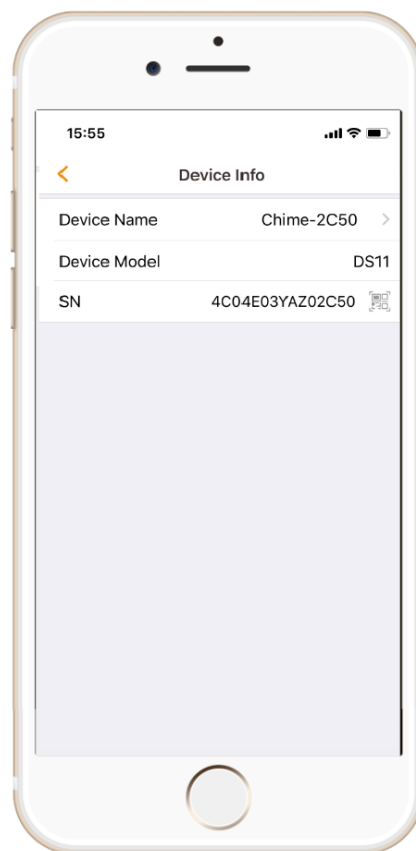 15:55
Device Info
Device Name Chime-2C50
Device Model DS11
SN 4C04E03YAZ02C50